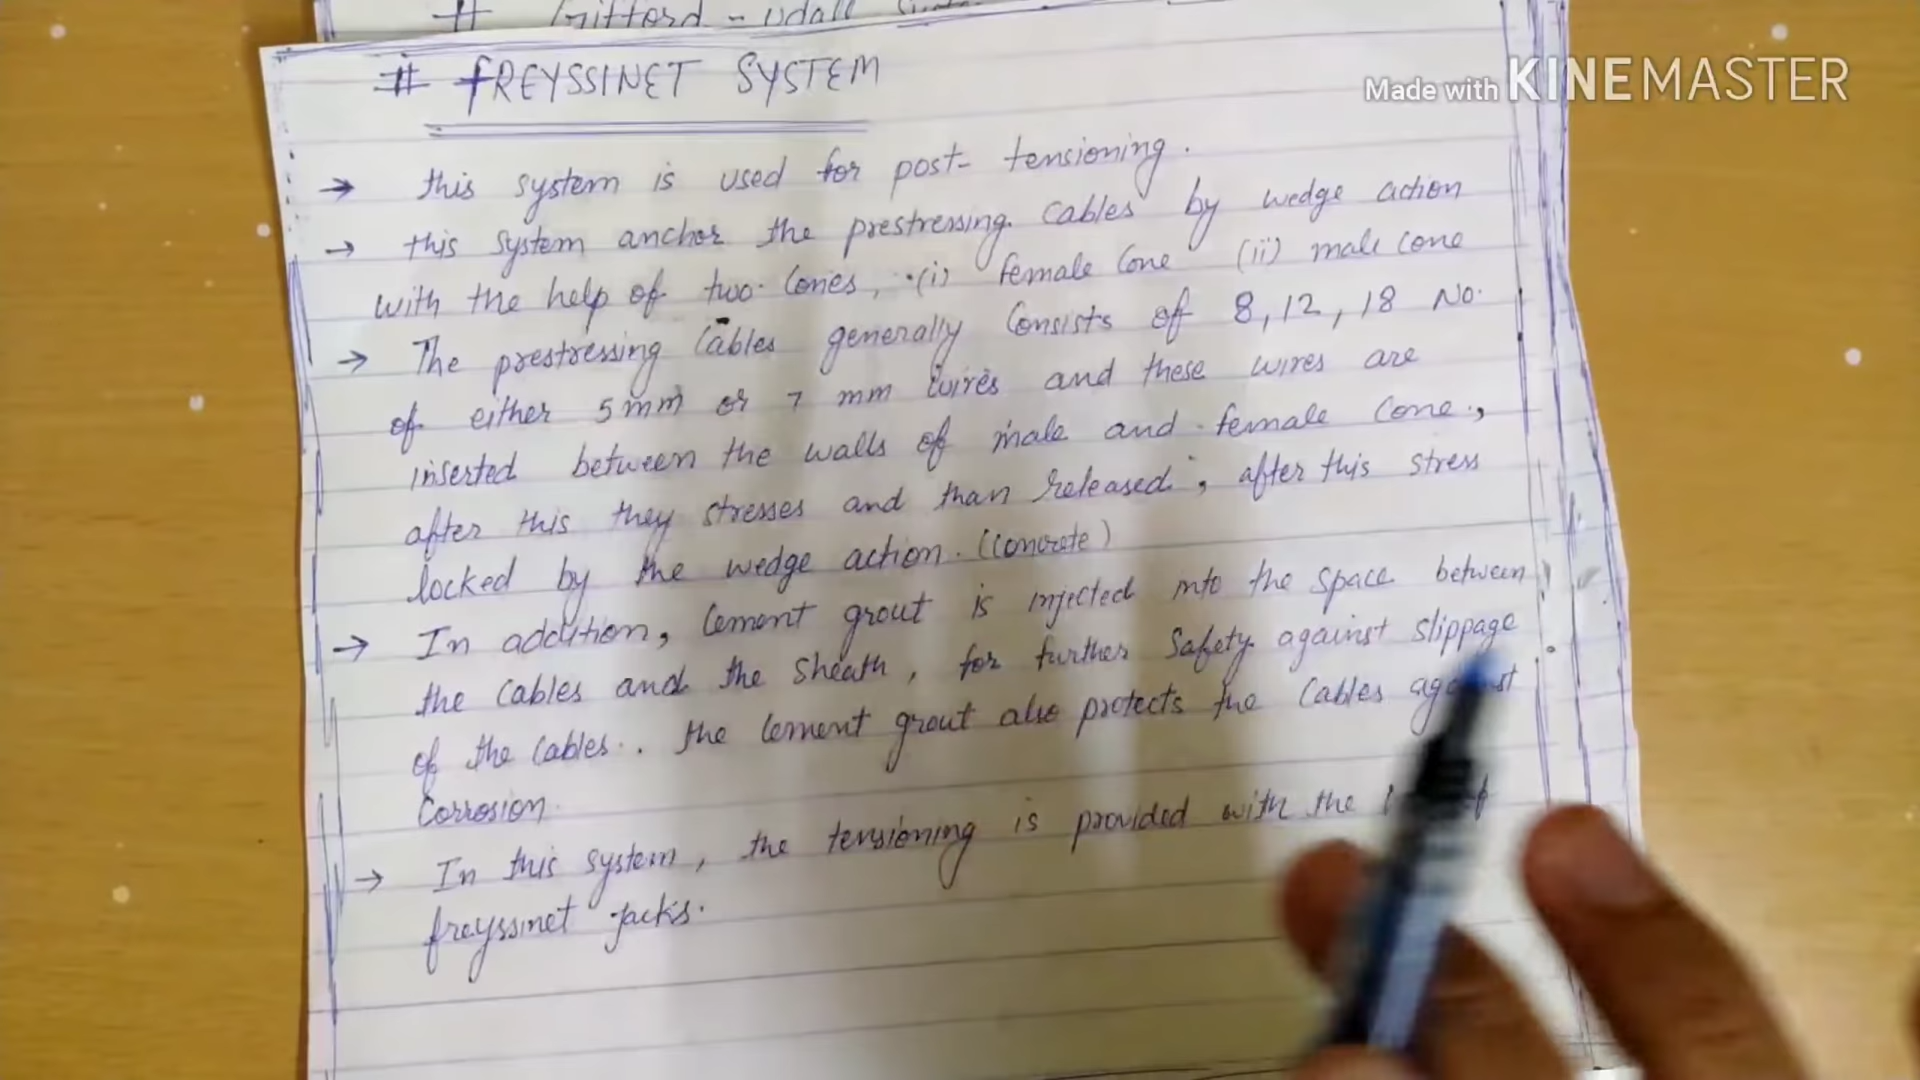 # Gifford - Udall
# FREYSSINET SYSTEM
Made with KINEMASTER
→ this system is used for post- tensioning.
→ this system anchor the prestressing cables by wedge action
with the help of two cones, (i) female cone (ii) male cone
→ The prestressing cables generally consists of 8, 12, 18 No.
of either 5mm or 7 mm wires and these wires are
inserted between the walls of male and female cone,
after this they stresses and than released, after this stress
locked by the wedge action. (concrete)
→ In addition, cement grout is injected into the space between
the cables and the sheath, for further safety against slippage
of the cables. the cement grout also protects the cables against
corrosion.
→ In this system, the tensioning is provided with the of
freyssinet jacks.